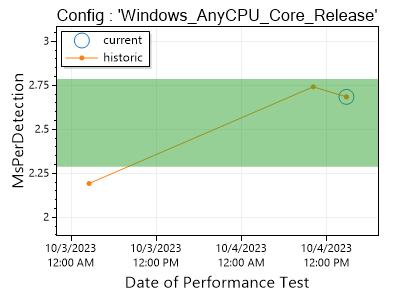 Config : 'Windows_AnyCPU_Core_Release'
current
historic
MsPerDetection
3
2.75
2.5
2.25
2
10/3/2023 10/3/2023 10/4/2023 10/4/2023
12:00 AM 12:00 PM 12:00 AM 12:00 PM
Date of Performance Test